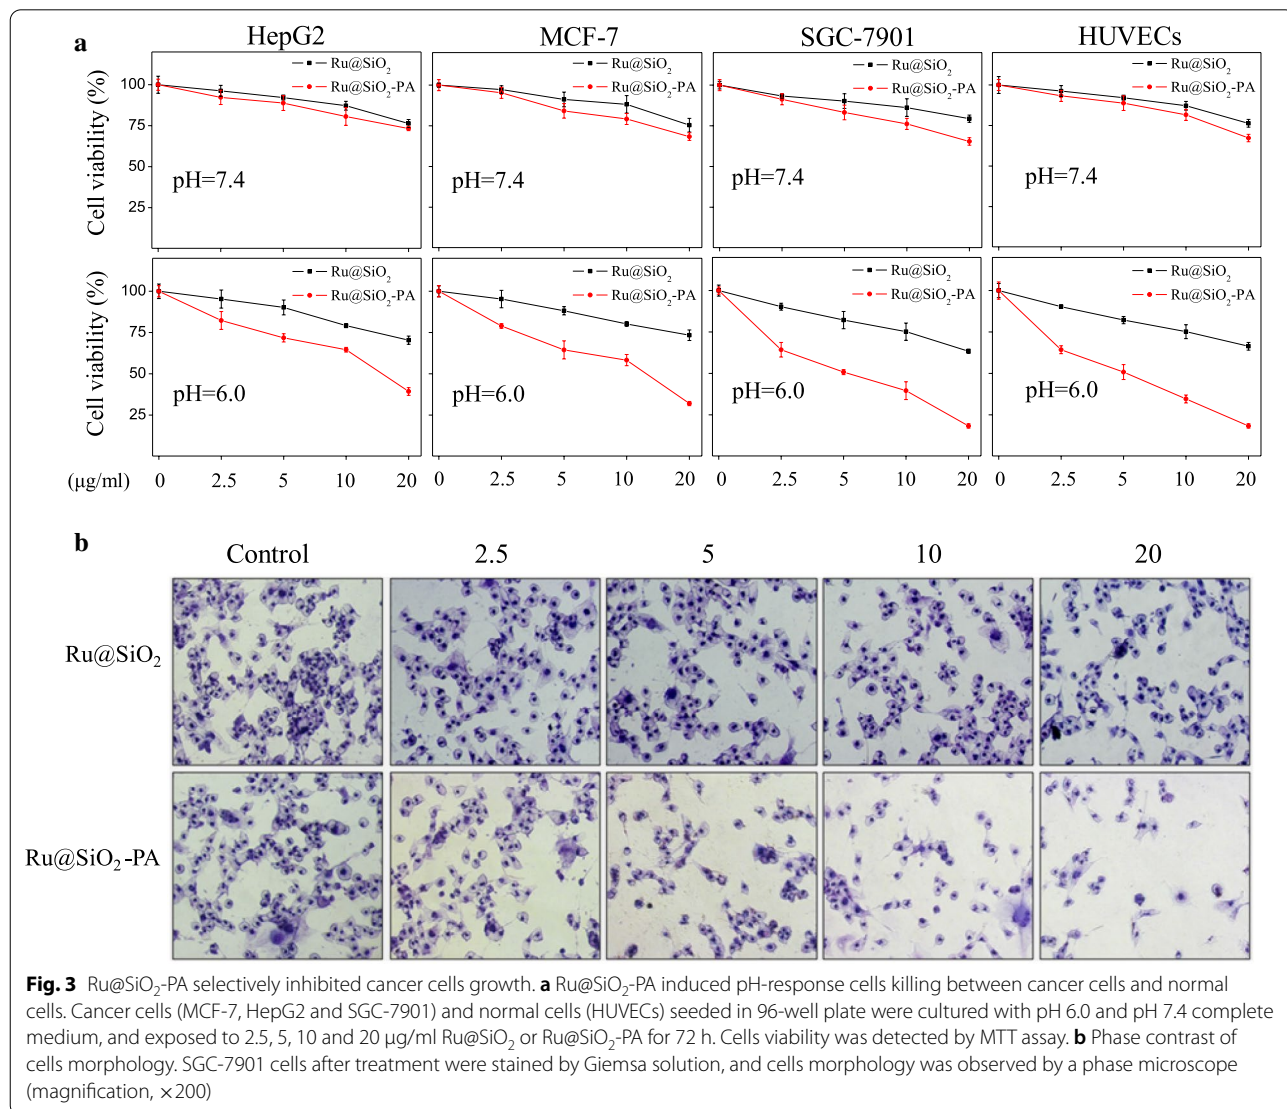 a
HepG2 MCF-7 SGC-7901 HUVECs
Cell viability (%)
100
75
50
25
Ru@SiO₂
Ru@SiO₂-PA
pH=7.4
Ru@SiO₂
Ru@SiO₂-PA
pH=7.4
Ru@SiO₂
Ru@SiO₂-PA
pH=7.4
Ru@SiO₂
Ru@SiO₂-PA
pH=7.4
Cell viability (%)
100
75
50
25
Ru@SiO₂
Ru@SiO₂-PA
pH=6.0
Ru@SiO₂
Ru@SiO₂-PA
pH=6.0
Ru@SiO₂
Ru@SiO₂-PA
pH=6.0
Ru@SiO₂
Ru@SiO₂-PA
pH=6.0
(μg/ml) 0 2.5 5 10 20 0 2.5 5 10 20 0 2.5 5 10 20 0 2.5 5 10 20
b
Control 2.5 5 10 20
Ru@SiO₂
Ru@SiO₂-PA
Fig. 3 Ru@SiO₂-PA selectively inhibited cancer cells growth. a Ru@SiO₂-PA induced pH-response cells killing between cancer cells and normal
cells. Cancer cells (MCF-7, HepG2 and SGC-7901) and normal cells (HUVECs) seeded in 96-well plate were cultured with pH 6.0 and pH 7.4 complete
medium, and exposed to 2.5, 5, 10 and 20 μg/ml Ru@SiO₂ or Ru@SiO₂-PA for 72 h. Cells viability was detected by MTT assay. b Phase contrast of
cells morphology. SGC-7901 cells after treatment were stained by Giemsa solution, and cells morphology was observed by a phase microscope
(magnification, ×200)